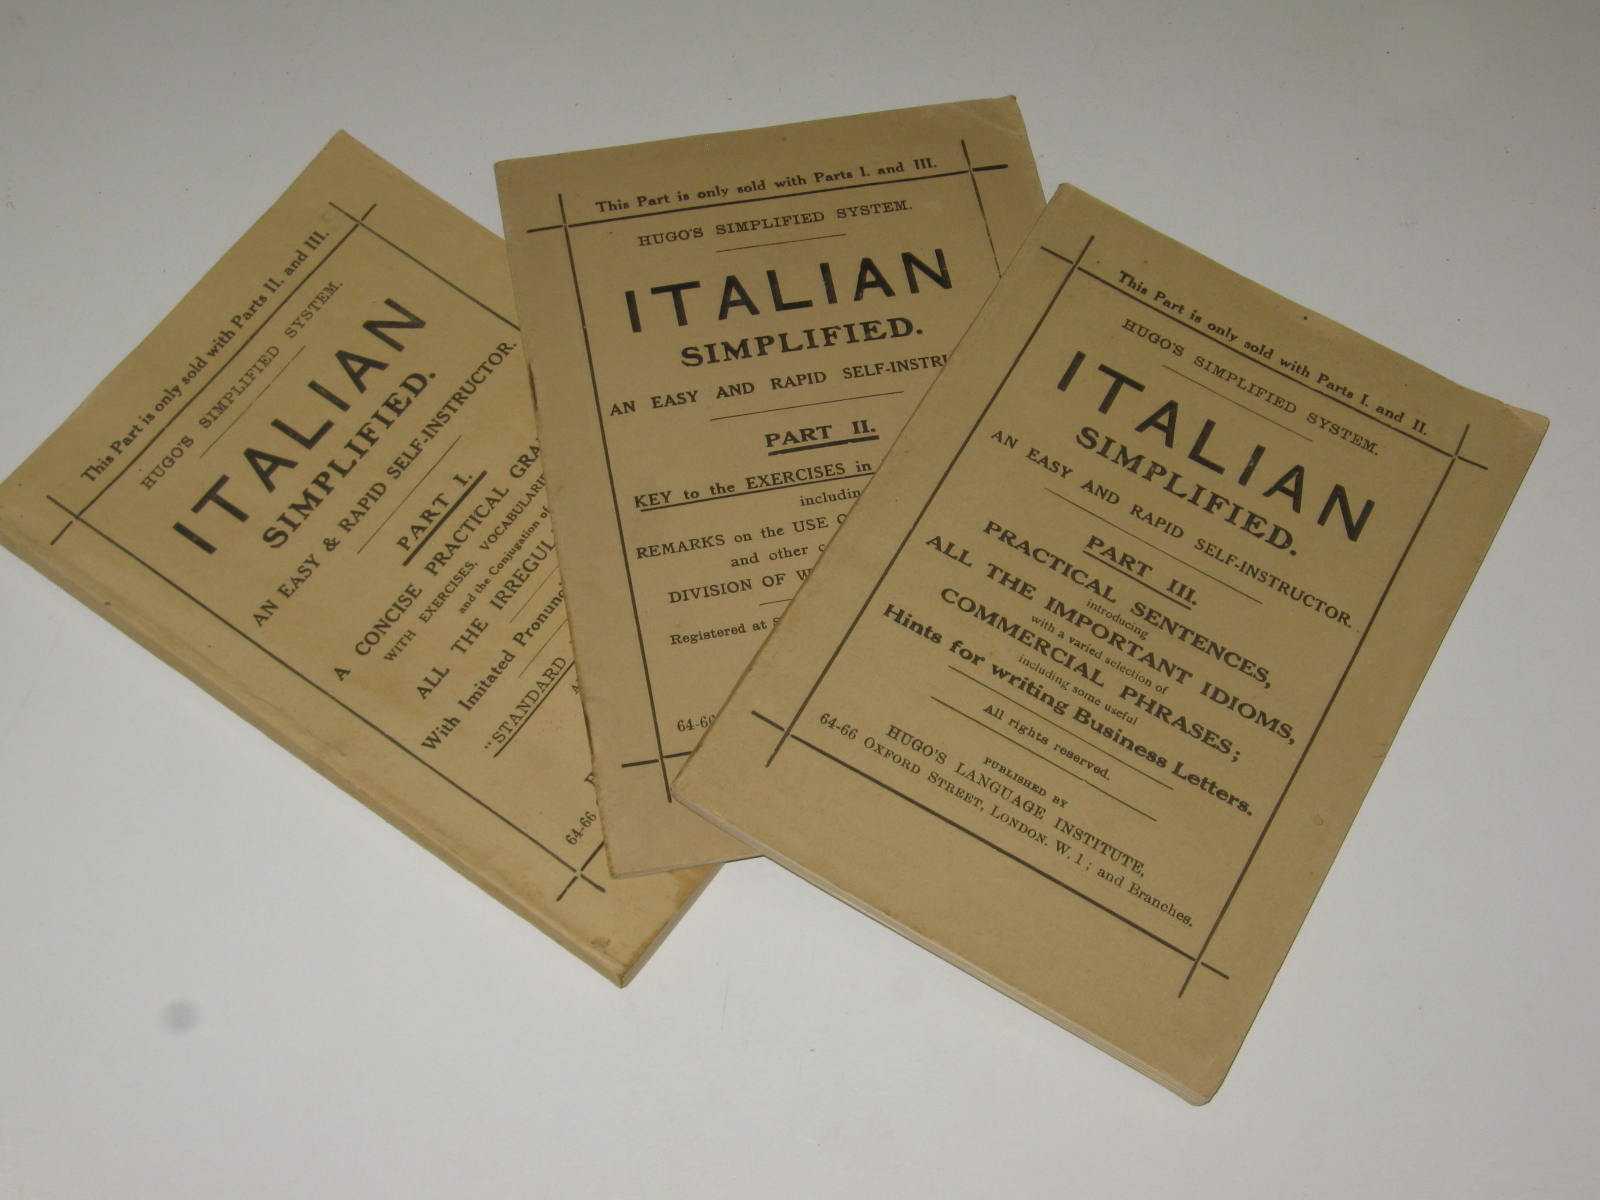 This Part is only sold with Parts II. and III.
HUGO'S SIMPLIFIED SYSTEM.
ITALIAN
SIMPLIFIED.
AN EASY & RAPID SELF-INSTRUCTOR.
PART I.
A CONCISE PRACTICAL GRA
WITH EXERCISES, VOCABULARI
and the Conjugation of
ALL THE IRREGUL
With Imitated Pronunc
"STANDARD
64-66
This Part is only sold with Parts I. and III.
HUGO'S SIMPLIFIED SYSTEM.
ITALIAN
SIMPLIFIED.
AN EASY AND RAPID SELF-INSTRU
PART II.
KEY to the EXERCISES in
includin
REMARKS on the USE O
and other
DIVISION OF W
Registered at S
64-66
This Part is only sold with Parts I. and II.
HUGO'S SIMPLIFIED SYSTEM.
ITALIAN
SIMPLIFIED.
AN EASY AND RAPID SELF-INSTRUCTOR.
PART III.
PRACTICAL SENTENCES,
introducing
ALL THE IMPORTANT IDIOMS,
with a varied selection of
COMMERCIAL PHRASES;
including some useful
Hints for writing Business Letters.
All rights reserved.
PUBLISHED BY
HUGO'S LANGUAGE INSTITUTE,
64-66 OXFORD STREET, LONDON. W.1; and Branches.